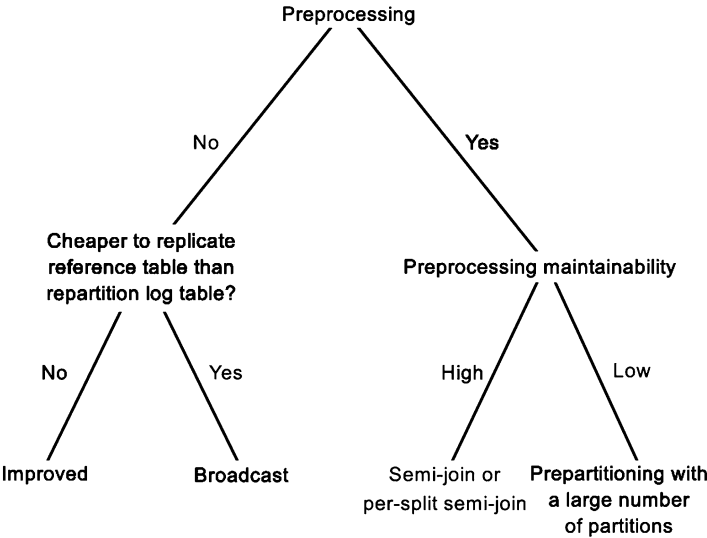 Preprocessing
No
Yes
Cheaper to replicate
reference table than
repartition log table?
Preprocessing maintainability
No
Yes
High
Low
Improved
Broadcast
Semi-join or
per-split semi-join
Prepartitioning with
a large number
of partitions